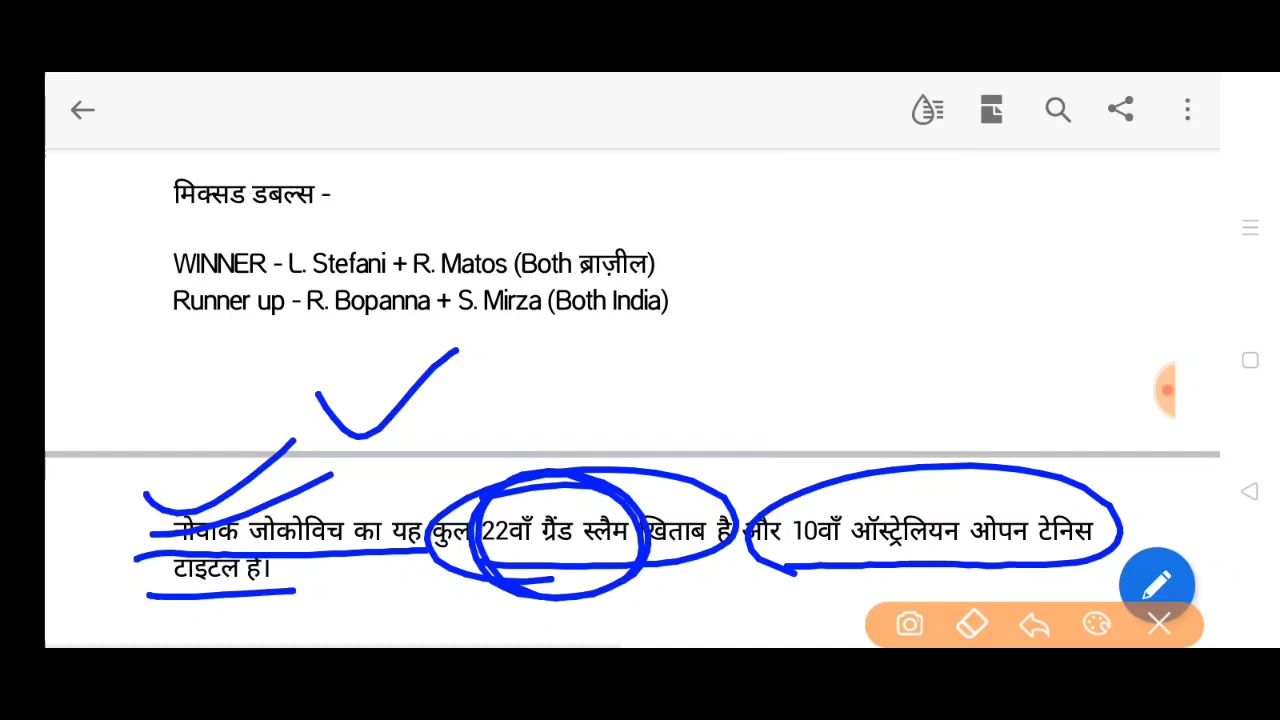 मिक्सड डबल्स -
WINNER - L. Stefani + R. Matos (Both ब्राज़ील)
Runner up - R. Bopanna + S. Mirza (Both India)
नोवाक जोकोविच का यह कुल 22वाँ ग्रैंड स्लैम खिताब है और 10वाँ ऑस्ट्रेलियन ओपन टेनिस
टाइटल है।